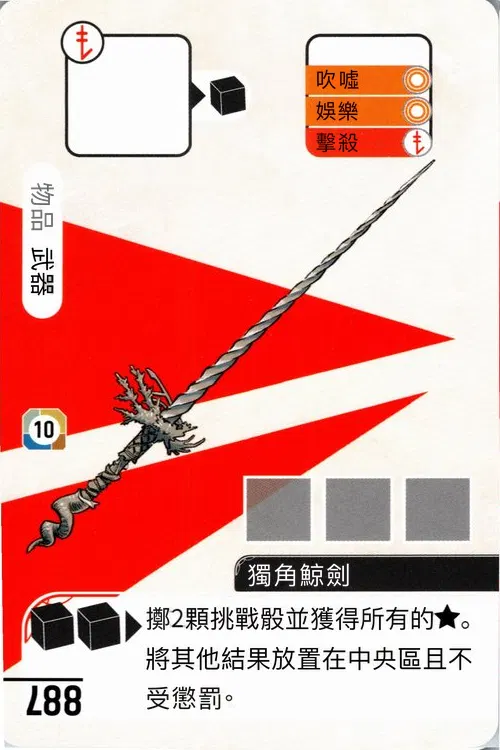 吹噓
娛樂
擊殺
物品 武器
10
獨角鯨劍
擲2顆挑戰骰並獲得所有的★。
將其他結果放置在中央區且不
受懲罰。
887